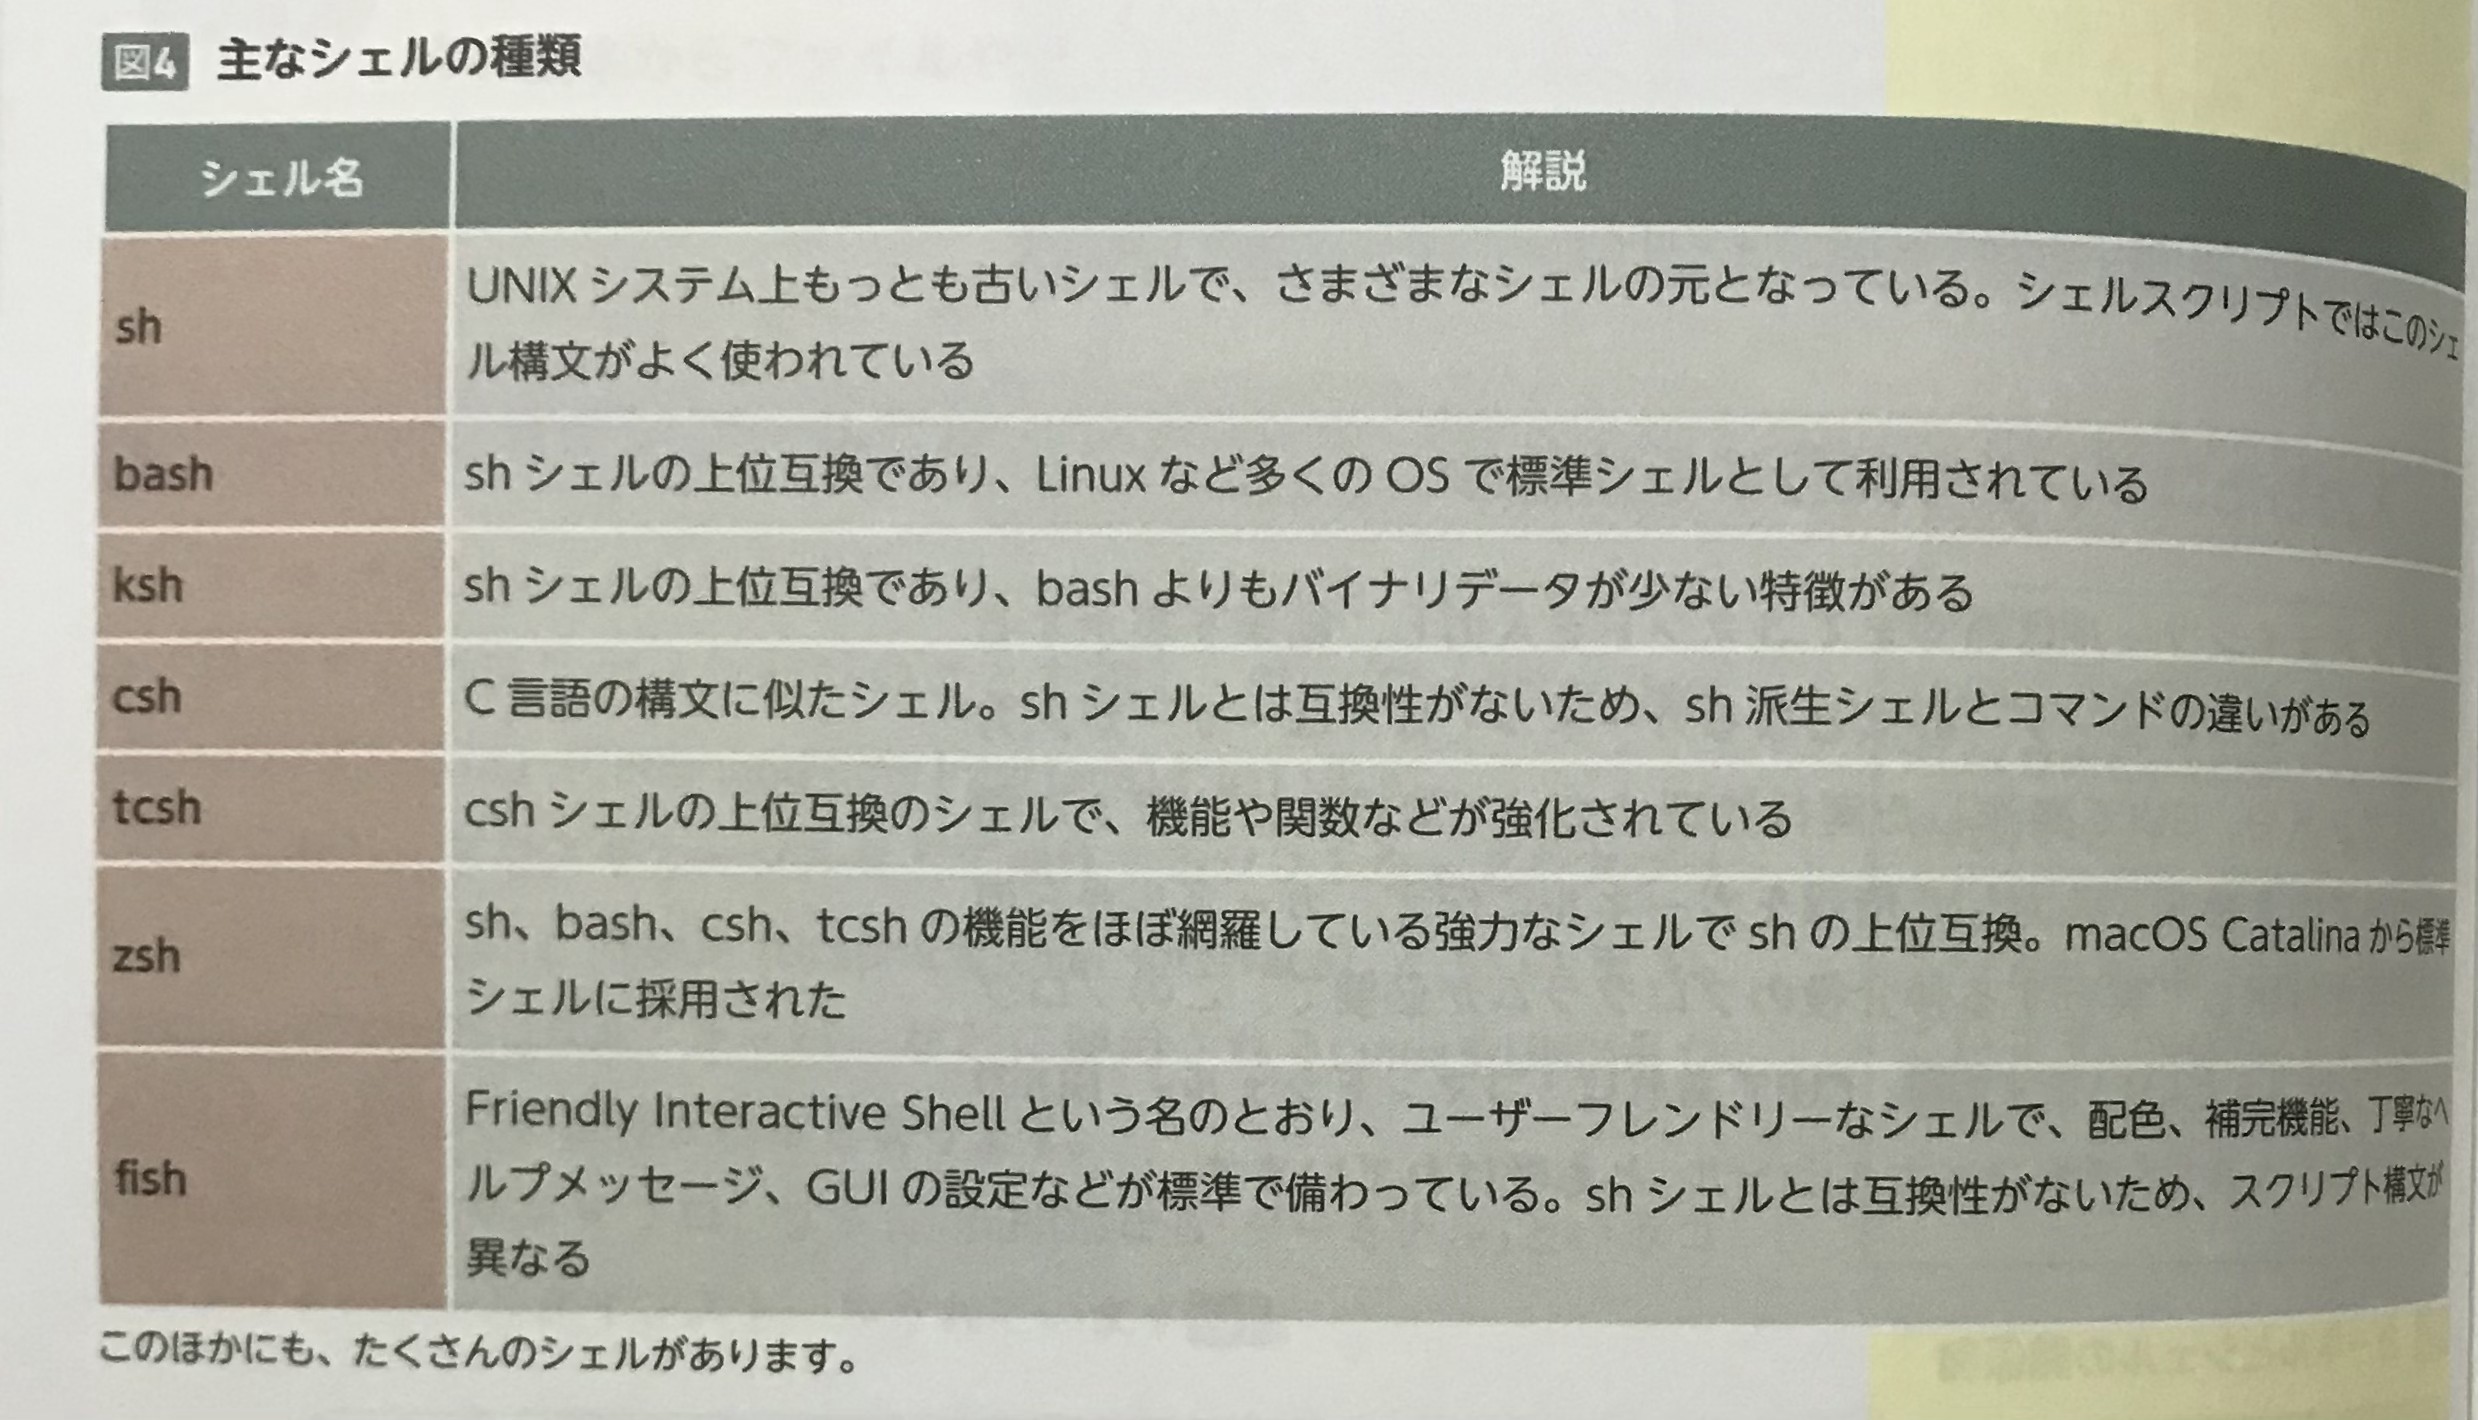 図4 主なシェルの種類
シェル名 解説
sh
UNIX システム上もっとも古いシェルで、さまざまなシェルの元となっている。シェルスクリプトではこのシェ
ル構文がよく使われている
bash sh シェルの上位互換であり、Linux など多くの OS で標準シェルとして利用されている
ksh sh シェルの上位互換であり、bash よりもバイナリデータが少ない特徴がある
csh C 言語の構文に似たシェル。sh シェルとは互換性がないため、sh 派生シェルとコマンドの違いがある
tcsh csh シェルの上位互換のシェルで、機能や関数などが強化されている
zsh
sh、bash、csh、tcsh の機能をほぼ網羅している強力なシェルで sh の上位互換。macOS Catalina から標準
シェルに採用された
fish
Friendly Interactive Shell という名のとおり、ユーザーフレンドリーなシェルで、配色、補完機能、丁寧なヘ
ルプメッセージ、GUI の設定などが標準で備わっている。sh シェルとは互換性がないため、スクリプト構文が
異なる
このほかにも、たくさんのシェルがあります。